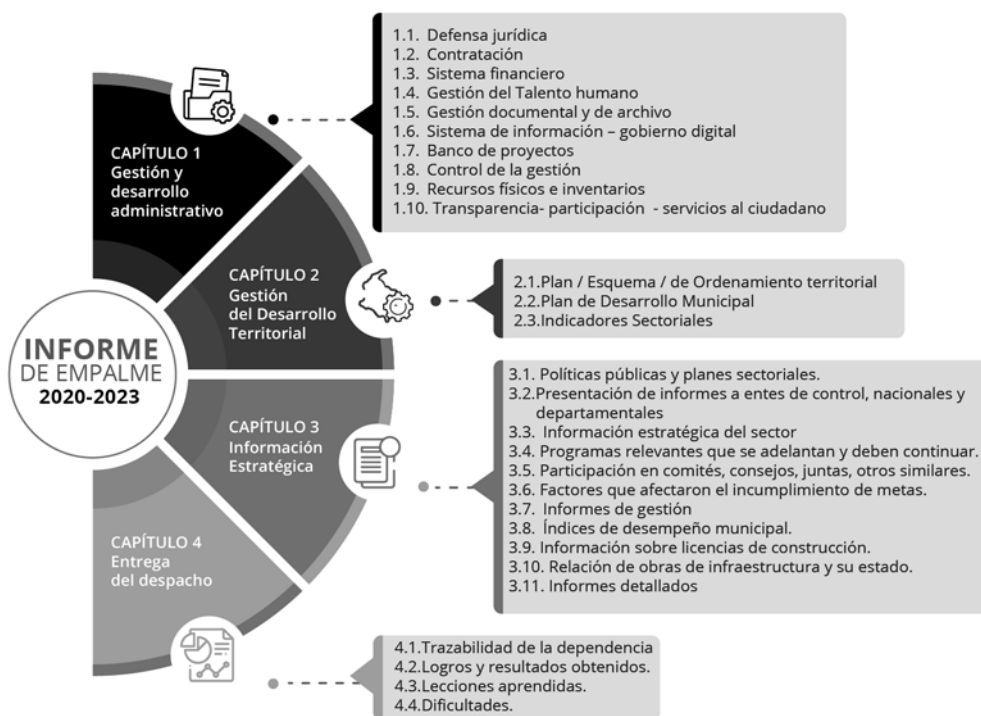 INFORME
DE EMPALME
2020-2023
CAPÍTULO 1
Gestión y
desarrollo
administrativo
1.1. Defensa jurídica
1.2. Contratación
1.3. Sistema financiero
1.4. Gestión del Talento humano
1.5. Gestión documental y de archivo
1.6. Sistema de información – gobierno digital
1.7. Banco de proyectos
1.8. Control de la gestión
1.9. Recursos físicos e inventarios
1.10. Transparencia- participación - servicios al ciudadano
CAPÍTULO 2
Gestión
del Desarrollo
Territorial
2.1.Plan / Esquema / de Ordenamiento territorial
2.2.Plan de Desarrollo Municipal
2.3.Indicadores Sectoriales
CAPÍTULO 3
Información
Estratégica
3.1. Políticas públicas y planes sectoriales.
3.2.Presentación de informes a entes de control, nacionales y
departamentales
3.3. Información estratégica del sector
3.4. Programas relevantes que se adelantan y deben continuar.
3.5. Participación en comités, consejos, juntas, otros similares.
3.6. Factores que afectaron el incumplimiento de metas.
3.7. Informes de gestión
3.8. Índices de desempeño municipal.
3.9. Información sobre licencias de construcción.
3.10. Relación de obras de infraestructura y su estado.
3.11. Informes detallados
CAPÍTULO 4
Entrega
del despacho
4.1.Trazabilidad de la dependencia
4.2.Logros y resultados obtenidos.
4.3.Lecciones aprendidas.
4.4.Dificultades.